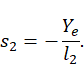 s₂ = − Yₑ / l₂.